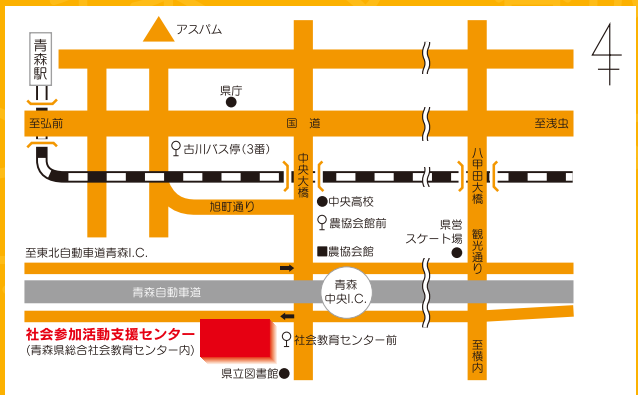 アスパム
青森駅
県庁
至弘前
国道
至浅虫
古川バス停(3番)
中央大橋
八甲田大橋
旭町通り
中央高校
農協会館前
県営
スケート場
観光通り
農協会館
至東北自動車道青森I.C.
青森自動車道
青森
中央I.C.
社会参加活動支援センター
(青森県総合社会教育センター内)
社会教育センター前
至横内
県立図書館